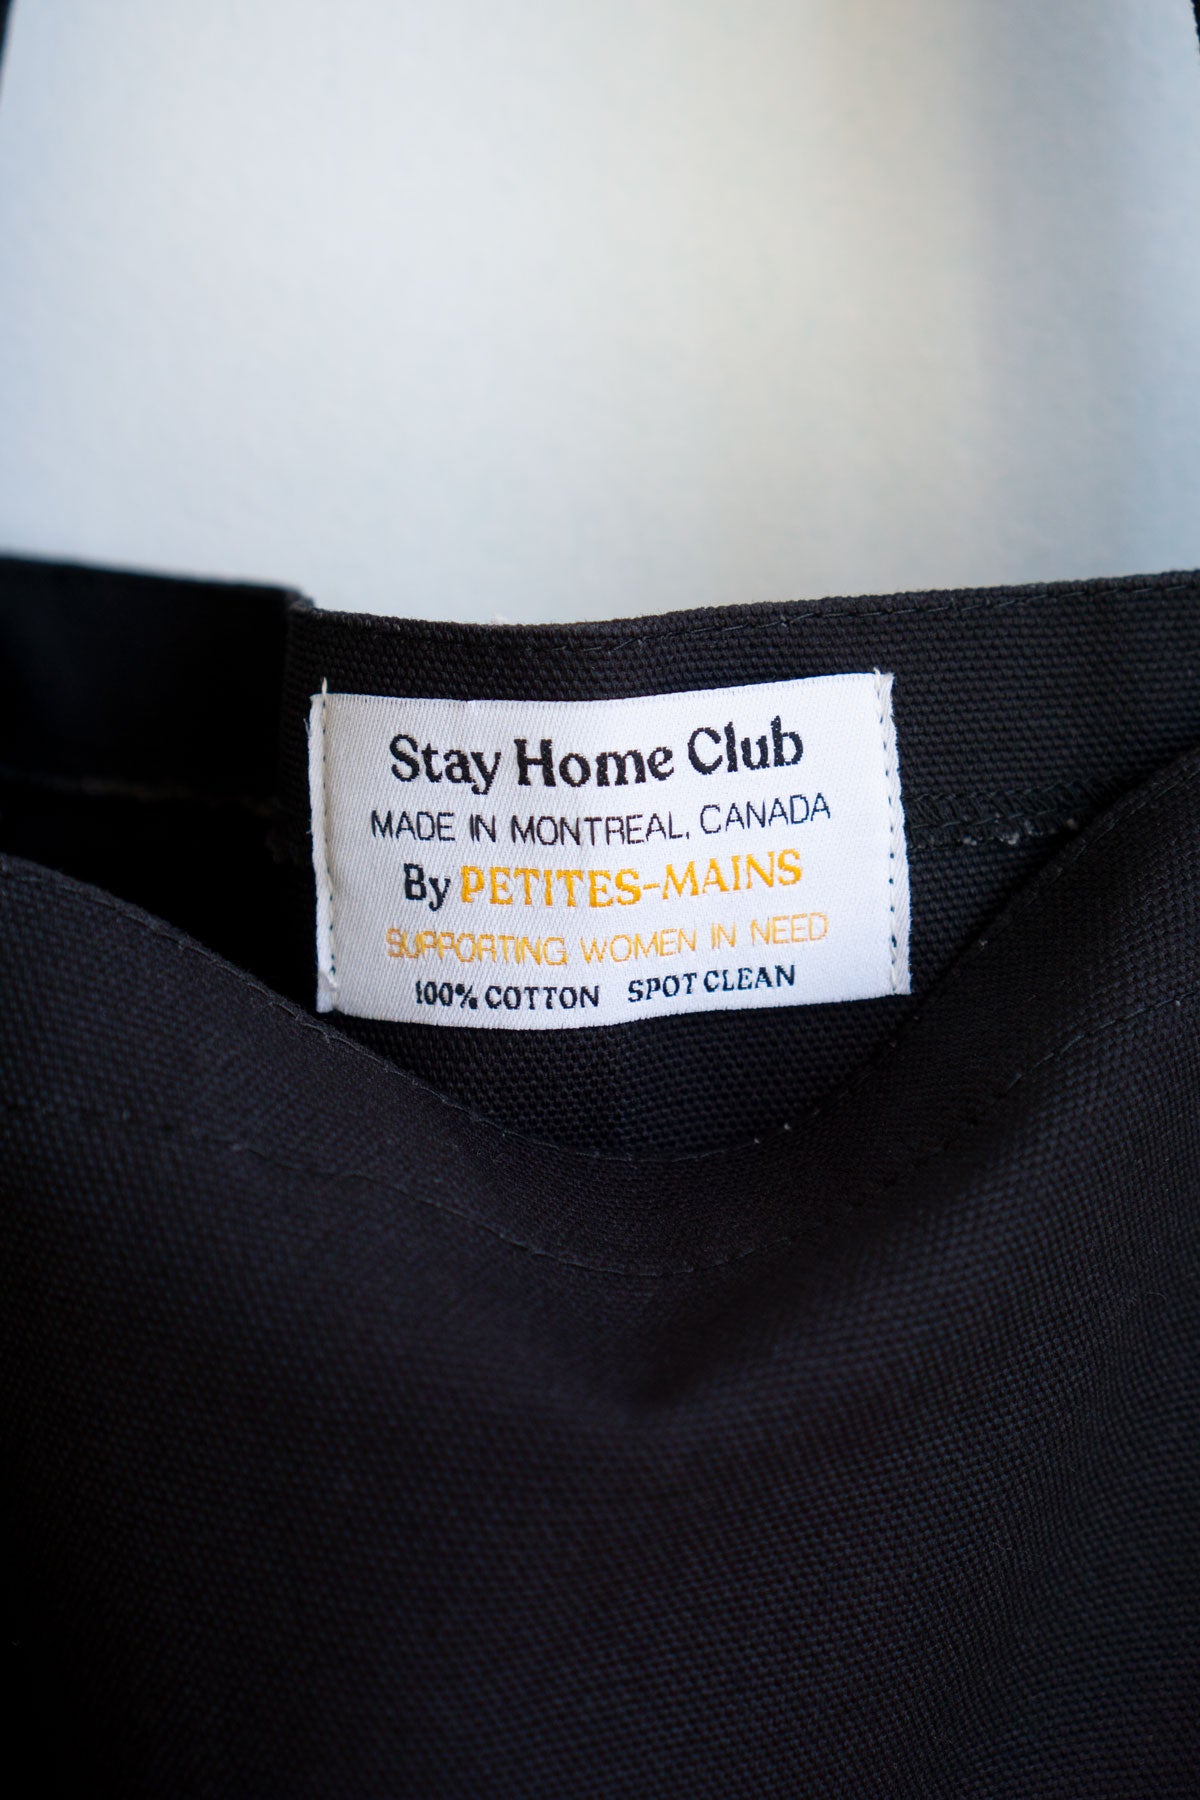 Stay Home Club
MADE IN MONTREAL, CANADA
By PETITES-MAINS
SUPPORTING WOMEN IN NEED
100% COTTON SPOT CLEAN